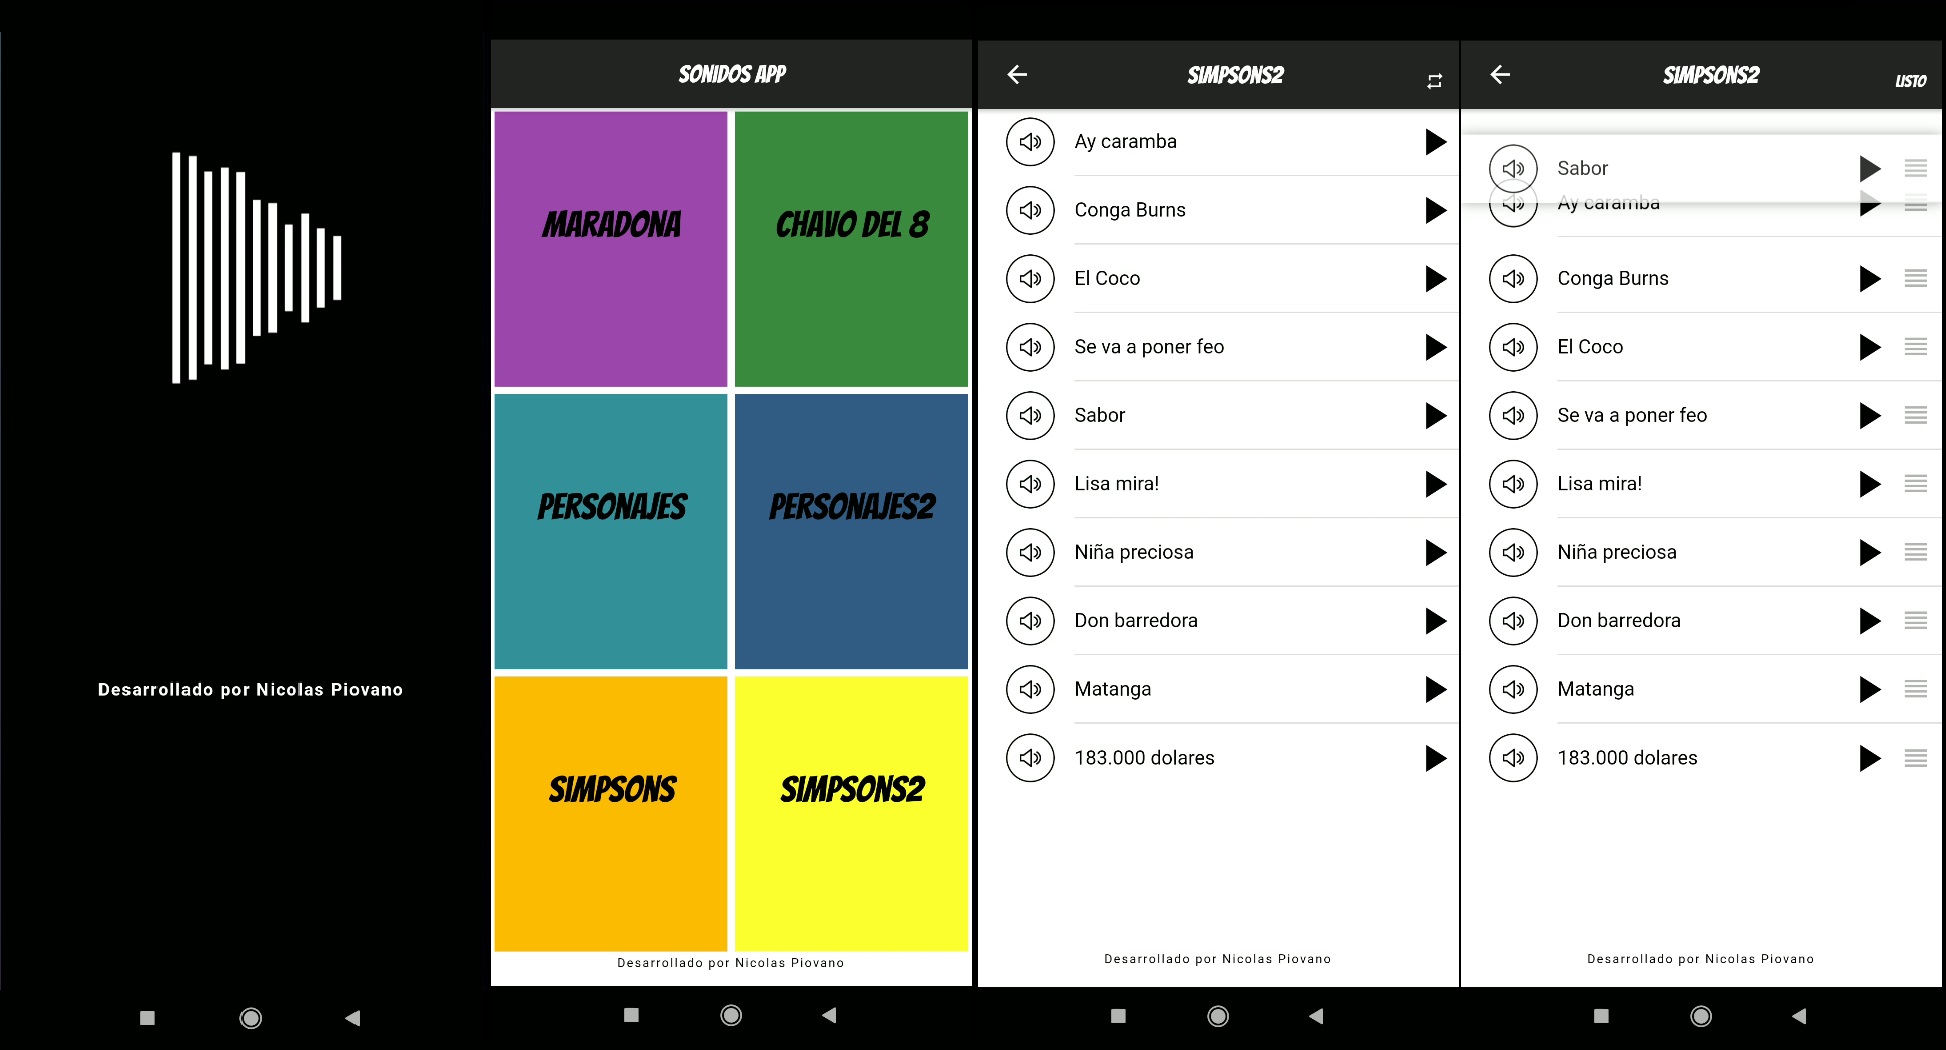 Desarrollado por Nicolas Piovano
SONIDOS APP
MARADONA
CHAVO DEL 8
PERSONAJES
PERSONAJES2
SIMPSONS
SIMPSONS2
Desarrollado por Nicolas Piovano
SIMPSONS2
Ay caramba
Conga Burns
El Coco
Se va a poner feo
Sabor
Lisa mira!
Niña preciosa
Don barredora
Matanga
183.000 dolares
Desarrollado por Nicolas Piovano
SIMPSONS2
LISTO
Sabor
Ay caramba
Conga Burns
El Coco
Se va a poner feo
Lisa mira!
Niña preciosa
Don barredora
Matanga
183.000 dolares
Desarrollado por Nicolas Piovano